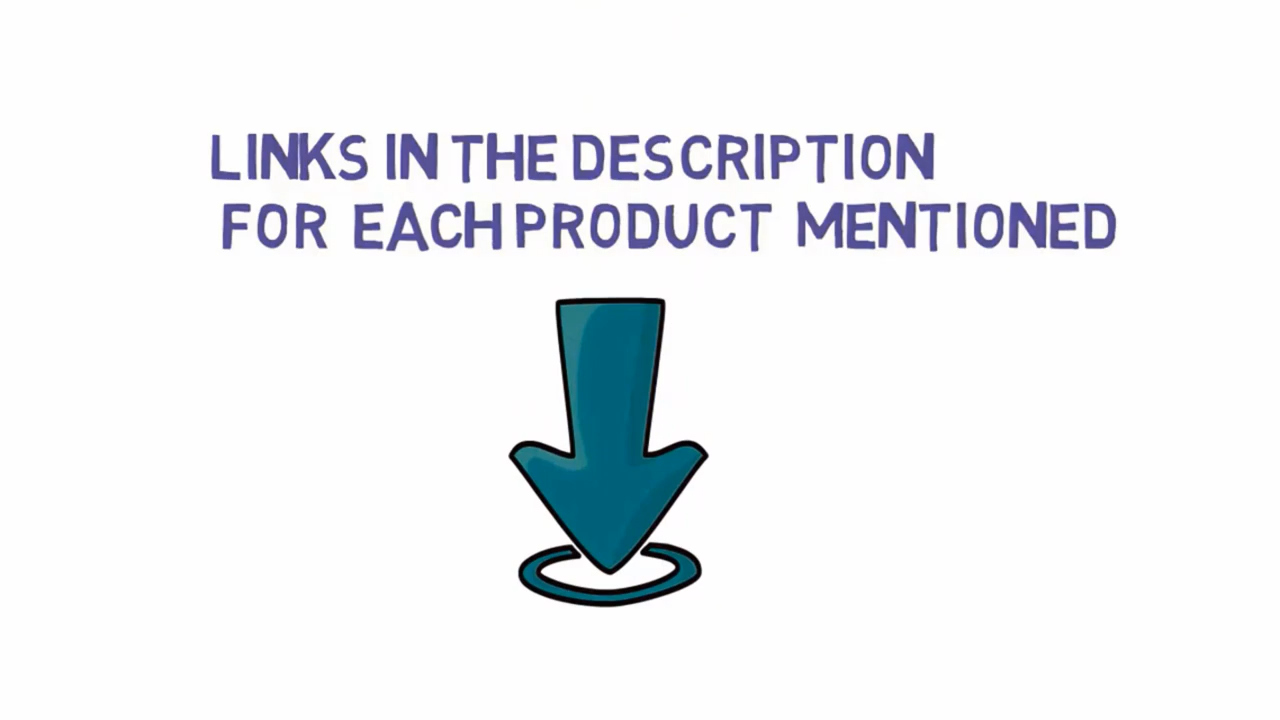 LINKS IN THE DESCRIPTION
FOR EACH PRODUCT MENTIONED